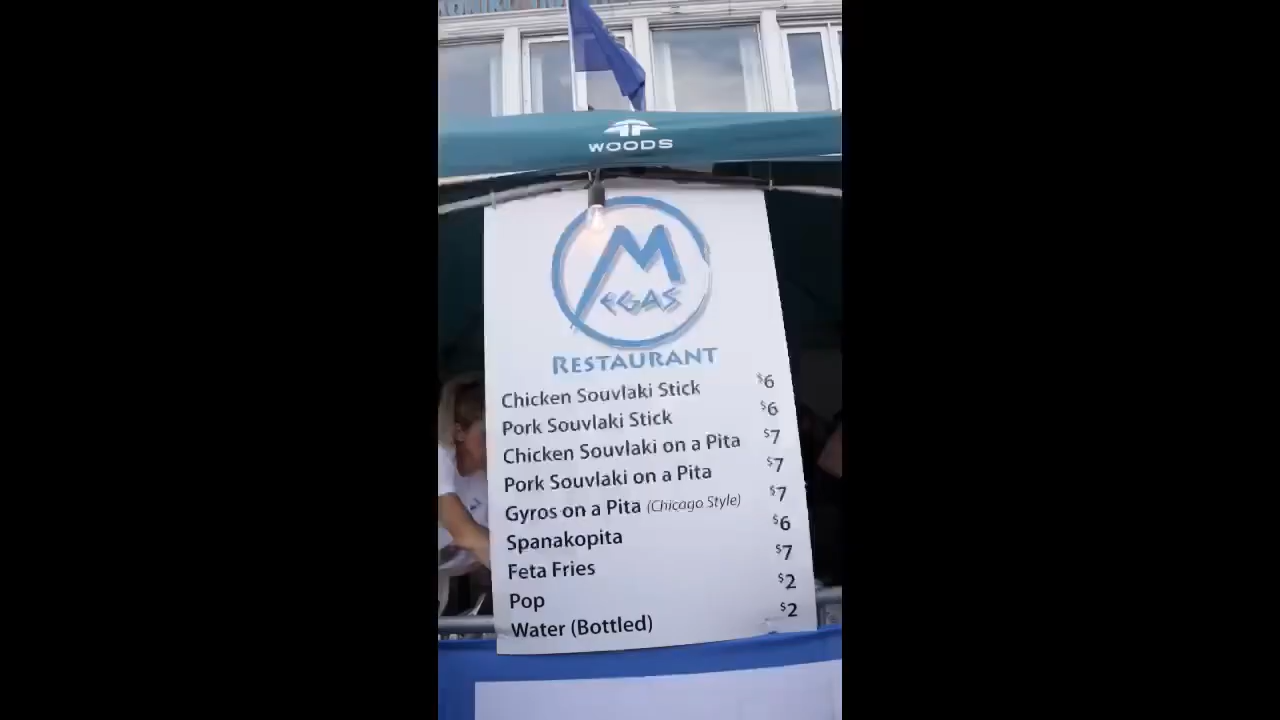 WOODS
MEGAS
RESTAURANT
Chicken Souvlaki Stick $6
Pork Souvlaki Stick $6
Chicken Souvlaki on a Pita $7
Pork Souvlaki on a Pita $7
Gyros on a Pita (Chicago Style) $7
Spanakopita $6
Feta Fries $7
Pop $2
Water (Bottled) $2